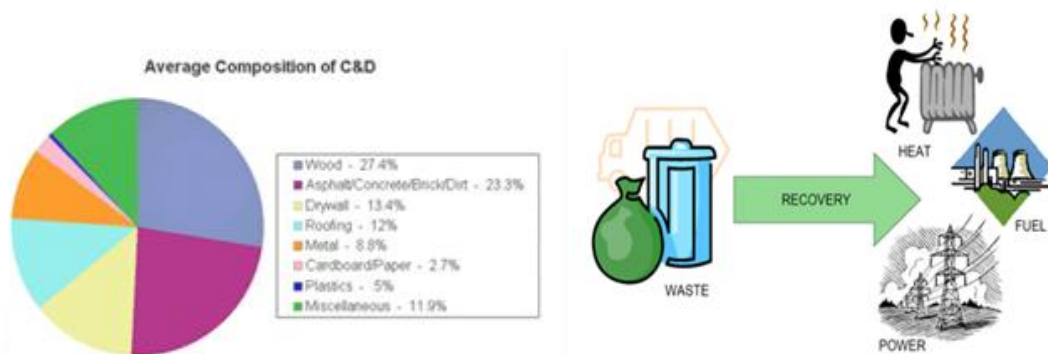 Average Composition of C&D
Wood - 27.4%
Asphalt/Concrete/Brick/Dirt - 23.3%
Drywall - 13.4%
Roofing - 12%
Metal - 8.8%
Cardboard/Paper - 2.7%
Plastics - 5%
Miscellaneous - 11.9%
WASTE
RECOVERY
HEAT
FUEL
POWER